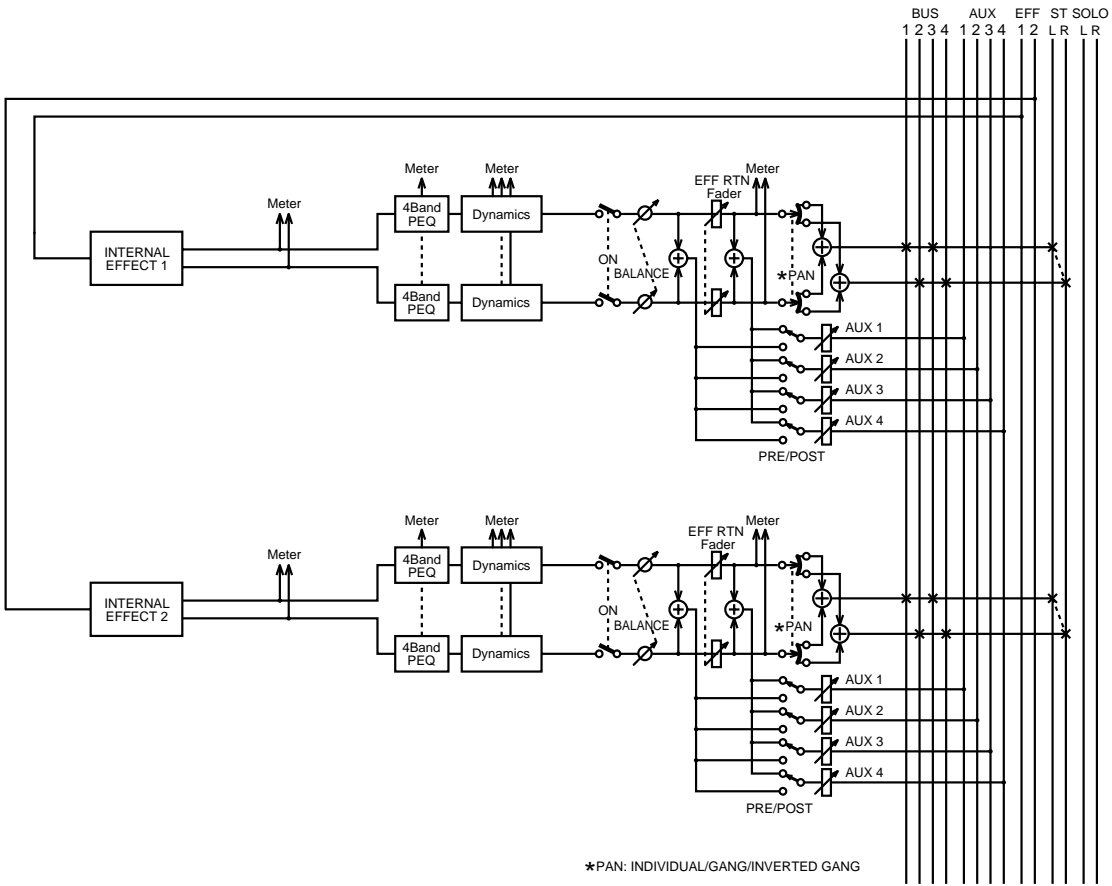 BUS AUX EFF ST SOLO
1 2 3 4 1 2 3 4 1 2 L R L R
Meter Meter Meter
EFF RTN
Fader
Meter
4Band
PEQ
Dynamics
INTERNAL
EFFECT 1
ON
BALANCE
*PAN
4Band
PEQ
Dynamics
AUX 1
AUX 2
AUX 3
AUX 4
PRE/POST
Meter Meter Meter
EFF RTN
Fader
Meter
4Band
PEQ
Dynamics
INTERNAL
EFFECT 2
ON
BALANCE
*PAN
4Band
PEQ
Dynamics
AUX 1
AUX 2
AUX 3
AUX 4
PRE/POST
*PAN: INDIVIDUAL/GANG/INVERTED GANG